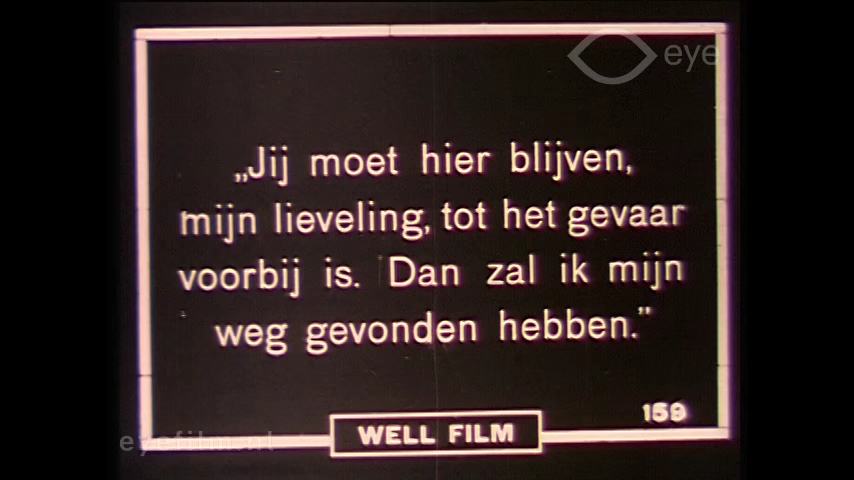 eye
„Jij moet hier blijven,
mijn lieveling, tot het gevaar
voorbij is. Dan zal ik mijn
weg gevonden hebben."
159
WELL FILM
eyefilm.nl